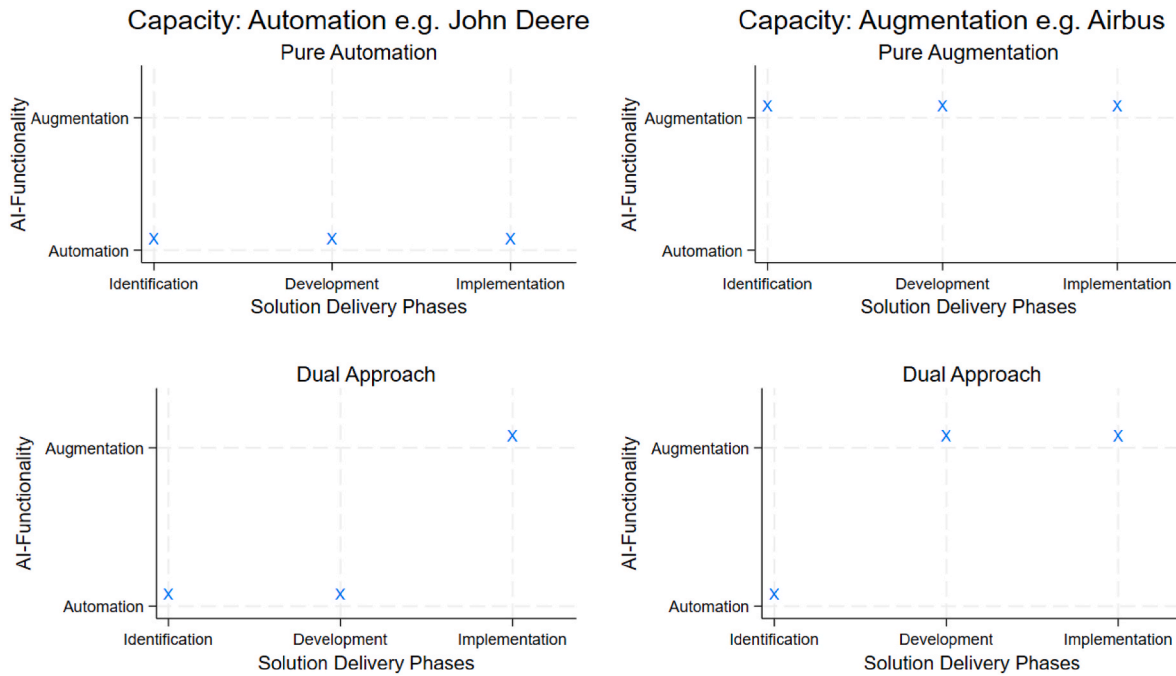 Capacity: Automation e.g. John Deere
Pure Automation
AI-Functionality
Augmentation
X X X
Automation
Identification Development Implementation
Solution Delivery Phases
Capacity: Augmentation e.g. Airbus
Pure Augmentation
AI-Functionality
X X X
Augmentation
Automation
Identification Development Implementation
Solution Delivery Phases
Dual Approach
AI-Functionality
X
Augmentation
X X
Automation
Identification Development Implementation
Solution Delivery Phases
Dual Approach
AI-Functionality
X X
Augmentation
X
Automation
Identification Development Implementation
Solution Delivery Phases